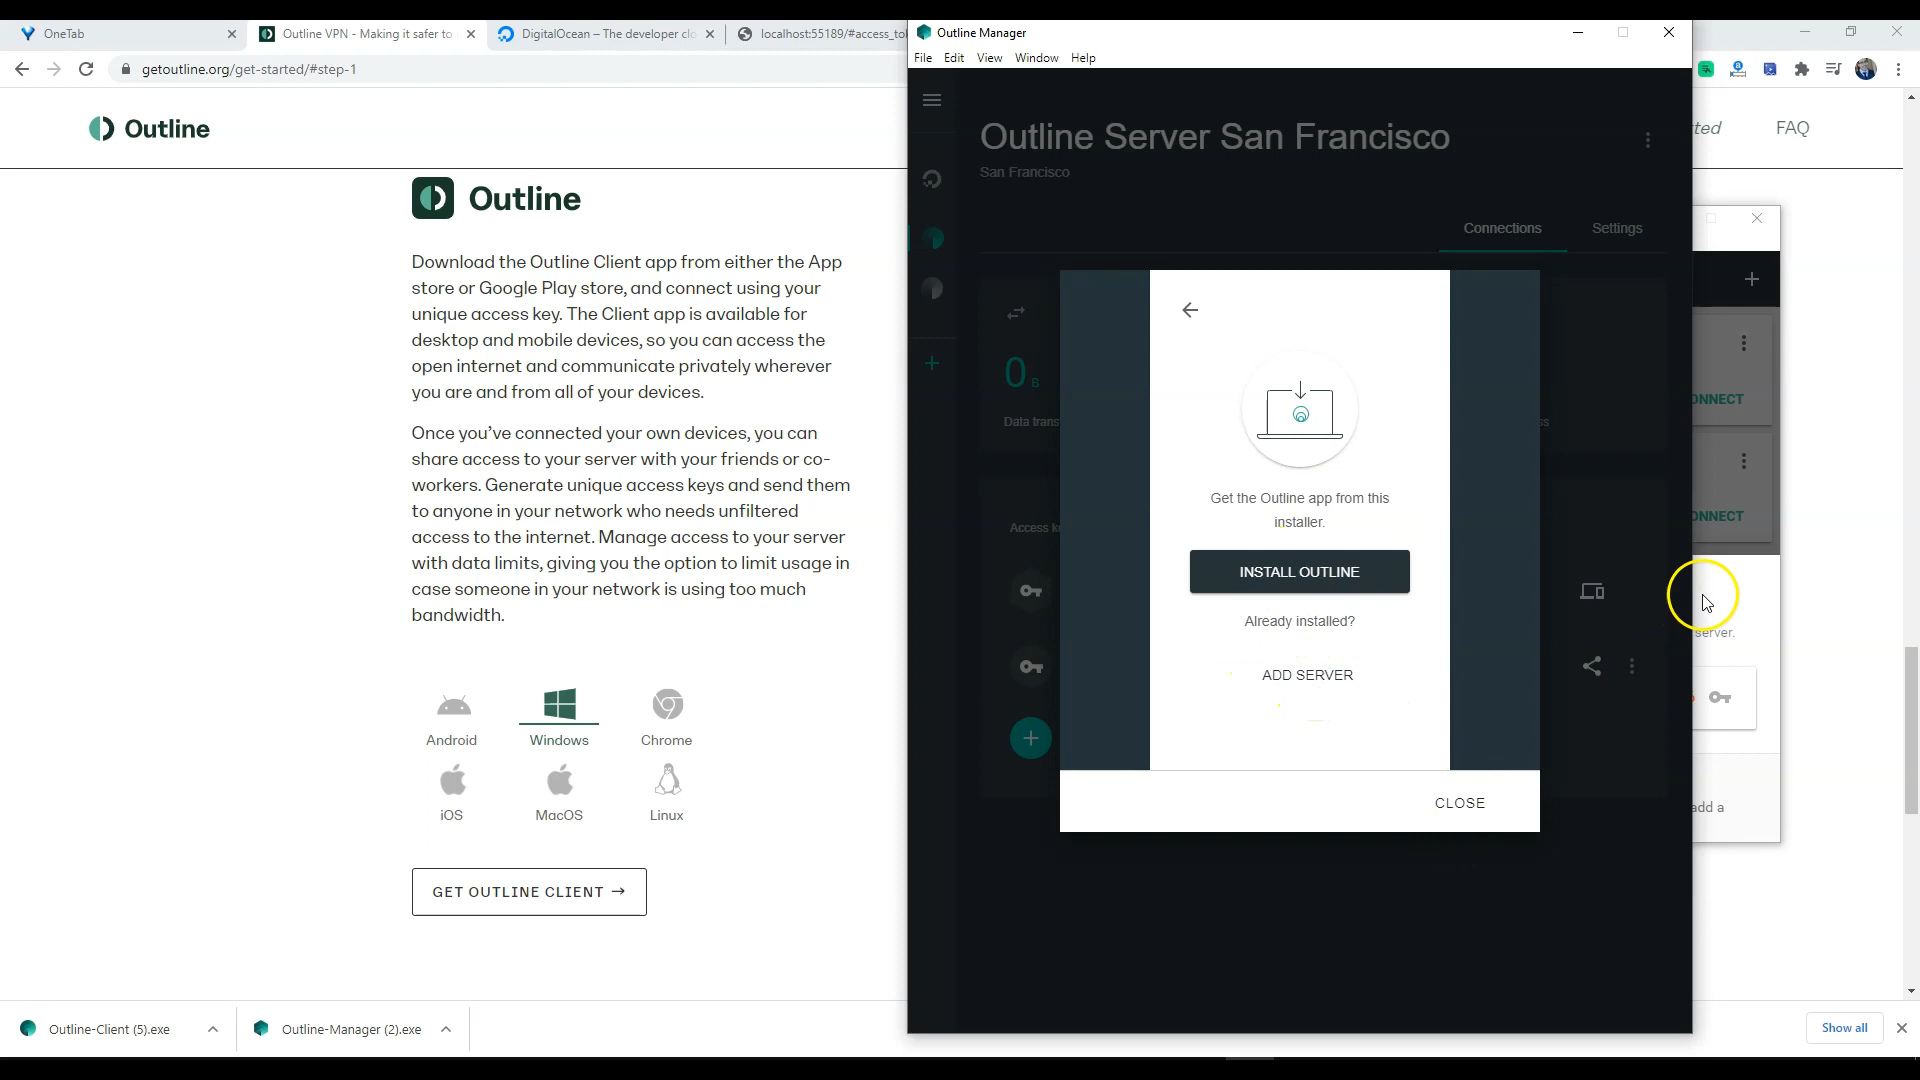 OneTab
Outline VPN - Making it safer to
DigitalOcean – The developer clo
localhost:55189/#access_tok
Outline Manager
File Edit View Window Help
getoutline.org/get-started/#step-1
Outline
FAQ
Outline Server San Francisco
San Francisco
Connections
Settings
Outline
Download the Outline Client app from either the App
store or Google Play store, and connect using your
unique access key. The Client app is available for
desktop and mobile devices, so you can access the
open internet and communicate privately wherever
you are and from all of your devices.
Once you’ve connected your own devices, you can
share access to your server with your friends or co-
workers. Generate unique access keys and send them
to anyone in your network who needs unfiltered
access to the internet. Manage access to your server
with data limits, giving you the option to limit usage in
case someone in your network is using too much
bandwidth.
Android
Windows
Chrome
iOS
MacOS
Linux
GET OUTLINE CLIENT →
0
Data trans
Access k
Get the Outline app from this
installer.
INSTALL OUTLINE
Already installed?
ADD SERVER
CLOSE
ONNECT
ONNECT
server.
add a
Outline-Client (5).exe
Outline-Manager (2).exe
Show all